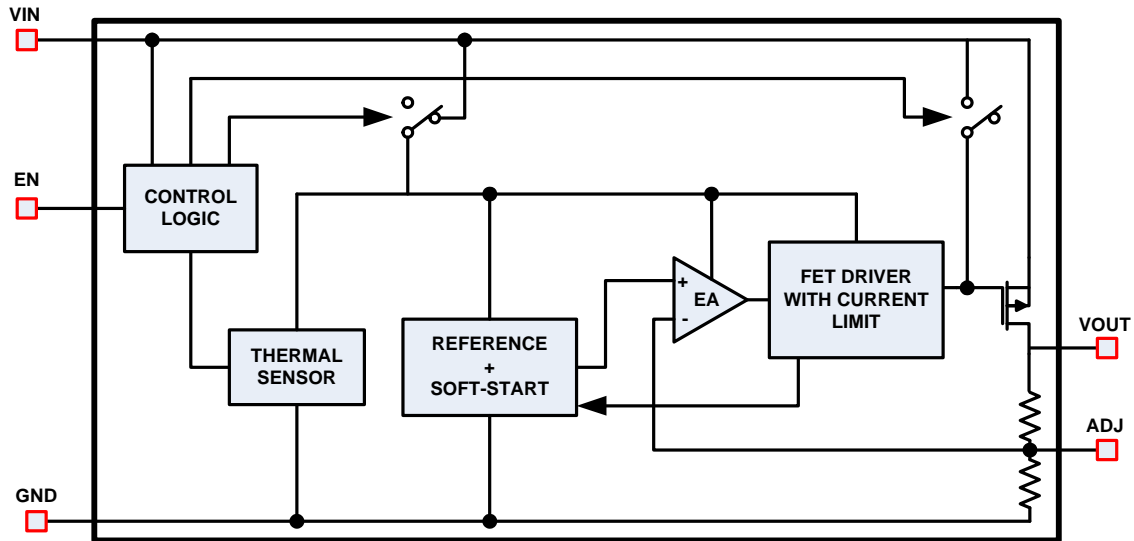 VIN
EN
CONTROL
LOGIC
+
EA
-
FET DRIVER
WITH CURRENT
LIMIT
VOUT
THERMAL
SENSOR
REFERENCE
+
SOFT-START
ADJ
GND